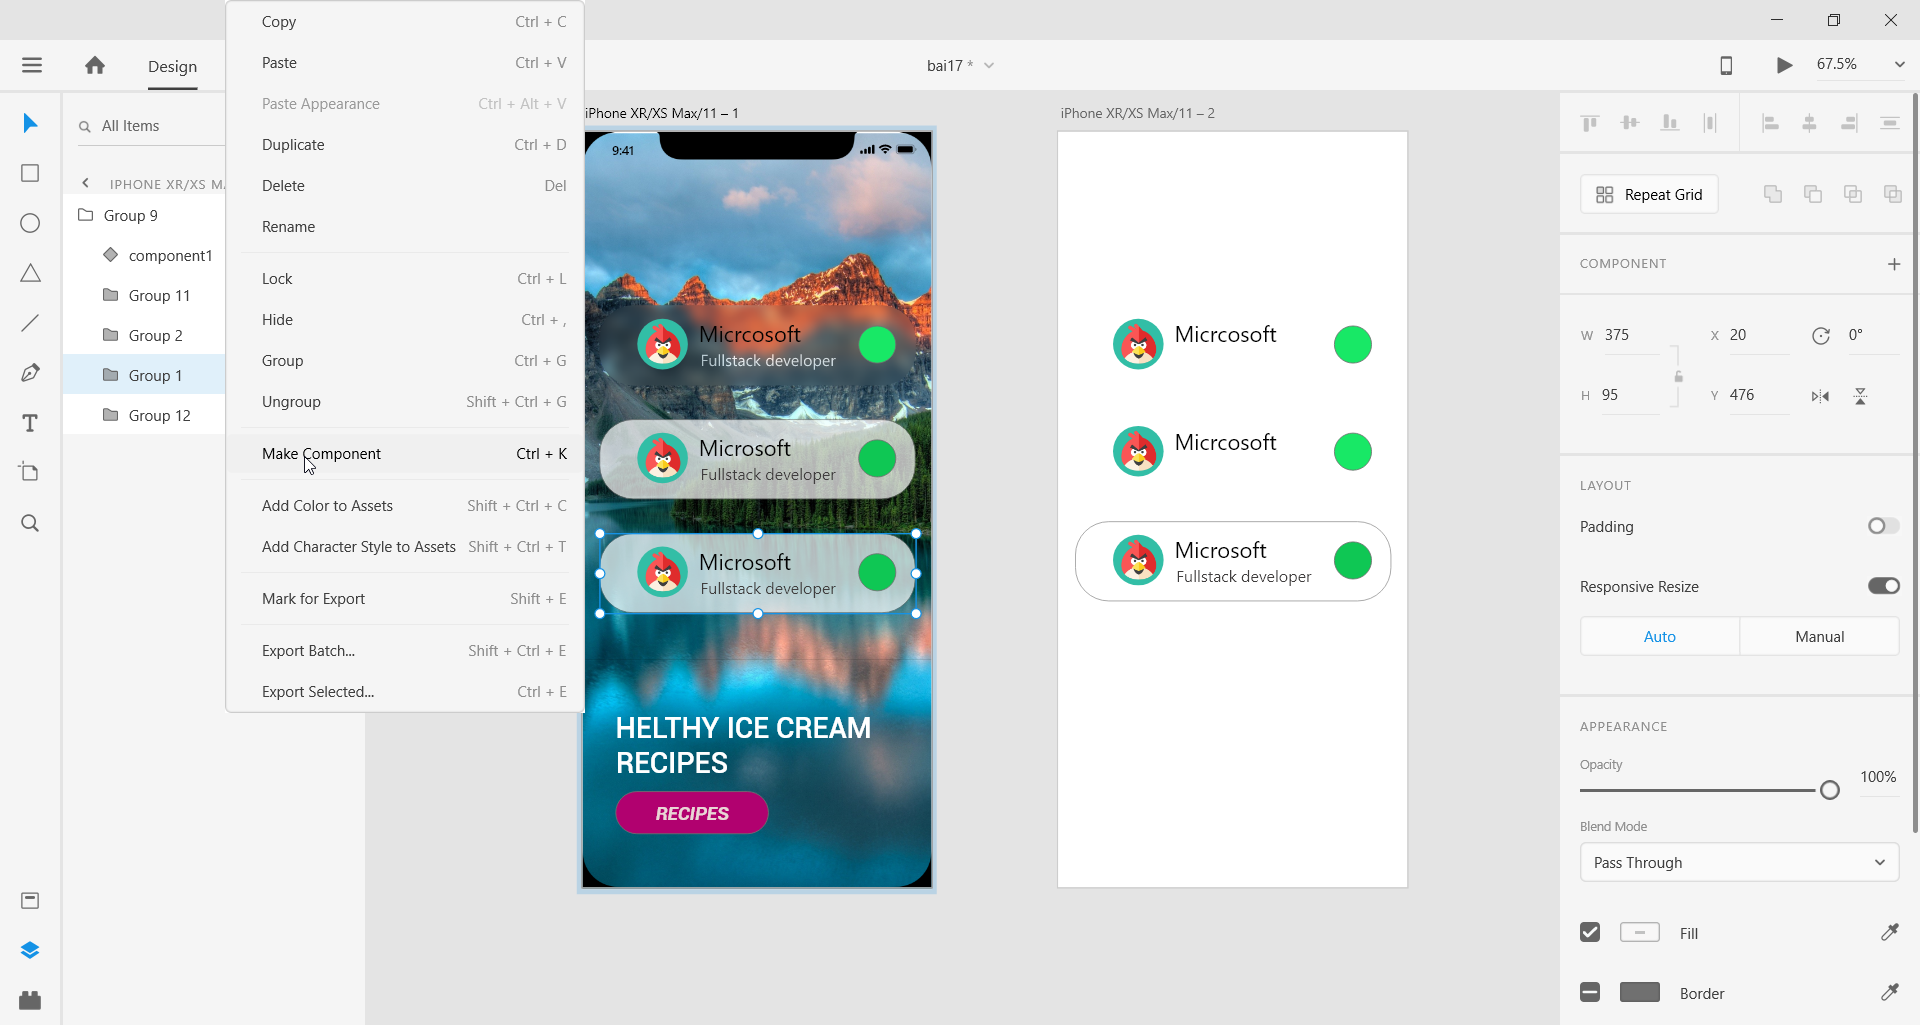 Design
bai17 *
67.5%
All Items
IPHONE XR/XS MA
Group 9
component1
Group 11
Group 2
Group 1
Group 12
Copy Ctrl + C
Paste Ctrl + V
Paste Appearance Ctrl + Alt + V
Duplicate Ctrl + D
Delete Del
Rename
Lock Ctrl + L
Hide Ctrl + ,
Group Ctrl + G
Ungroup Shift + Ctrl + G
Make Component Ctrl + K
Add Color to Assets Shift + Ctrl + C
Add Character Style to Assets Shift + Ctrl + T
Mark for Export Shift + E
Export Batch... Shift + Ctrl + E
Export Selected... Ctrl + E
iPhone XR/XS Max/11 – 1
9:41
Micrcosoft
Fullstack developer
Microsoft
Fullstack developer
Microsoft
Fullstack developer
HELTHY ICE CREAM
RECIPES
RECIPES
iPhone XR/XS Max/11 – 2
Micrcosoft
Micrcosoft
Microsoft
Fullstack developer
Repeat Grid
COMPONENT
W 375 X 20 0°
H 95 Y 476
LAYOUT
Padding
Responsive Resize
Auto Manual
APPEARANCE
Opacity
100%
Blend Mode
Pass Through
Fill
Border